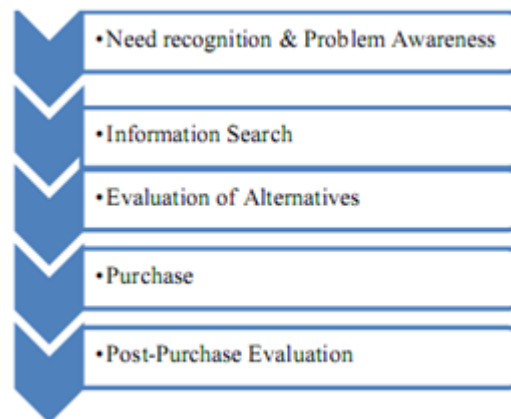 •Need recognition & Problem Awareness
•Information Search
•Evaluation of Alternatives
•Purchase
•Post-Purchase Evaluation